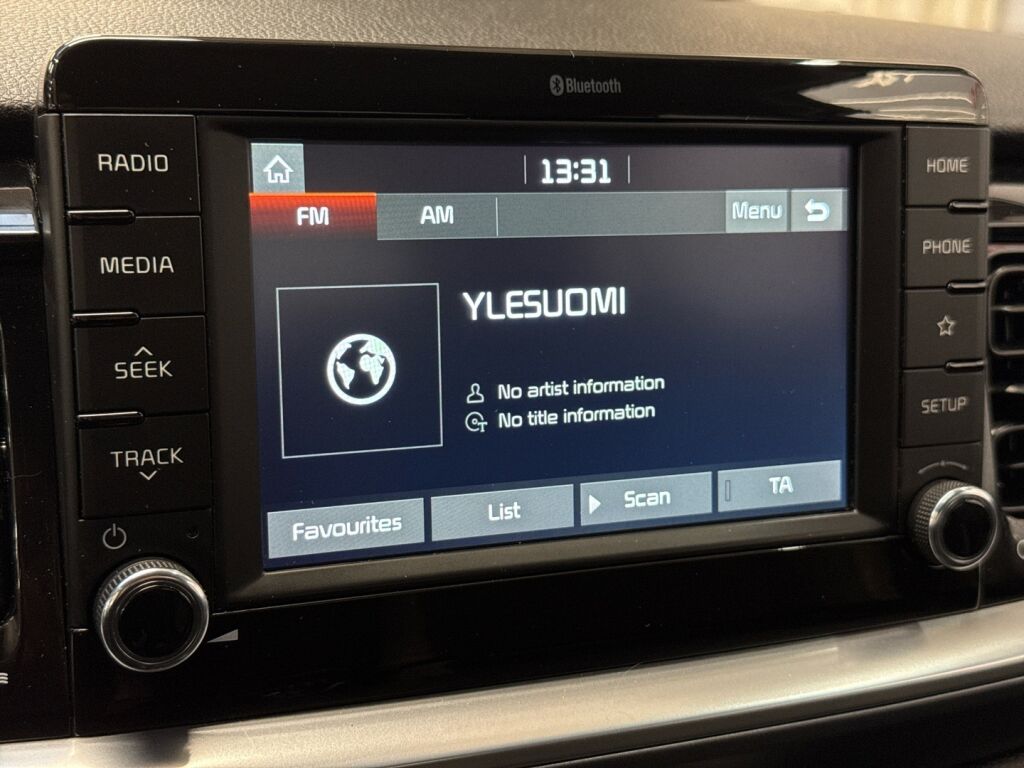 Bluetooth
RADIO
MEDIA
SEEK
TRACK
13:31
FM
AM
Menu
YLESUOMI
No artist information
No title information
Favourites
List
Scan
TA
HOME
PHONE
SETUP